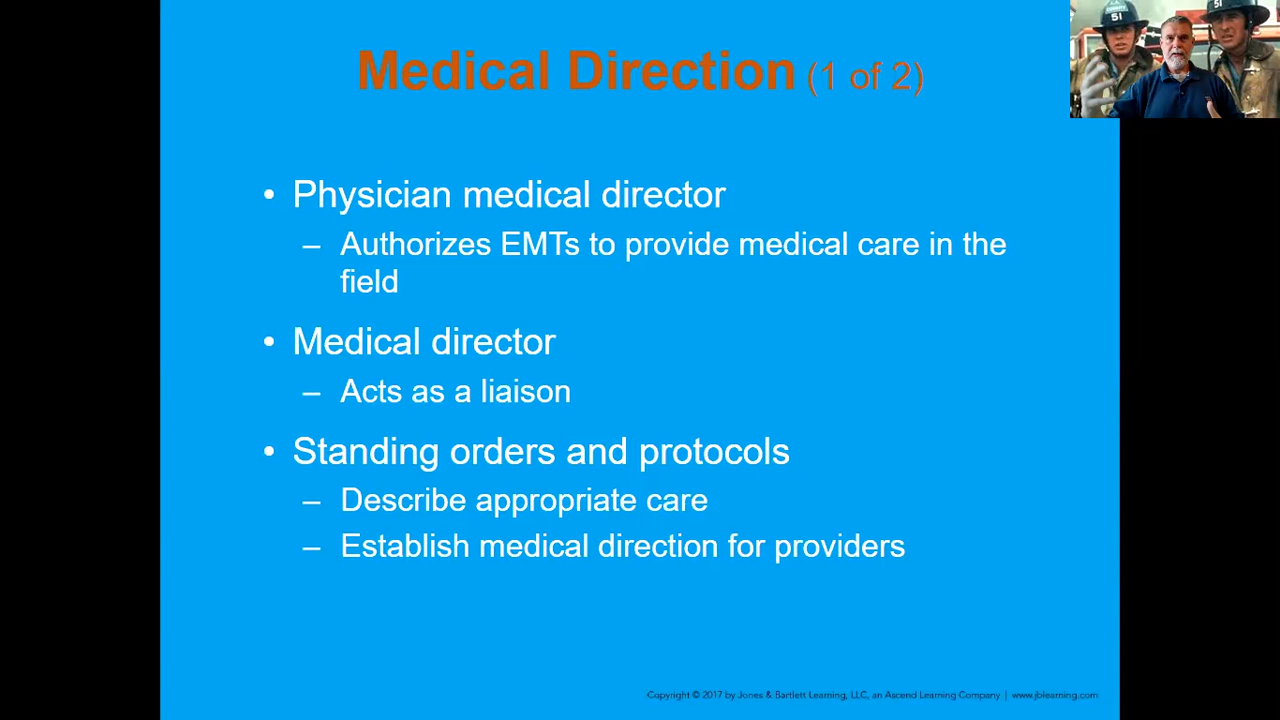 Medical Direction (1 of 2)
51
51
• Physician medical director
– Authorizes EMTs to provide medical care in the
field
• Medical director
– Acts as a liaison
• Standing orders and protocols
– Describe appropriate care
– Establish medical direction for providers
Copyright © 2017 by Jones & Bartlett Learning, LLC, an Ascend Learning Company | www.jblearning.com